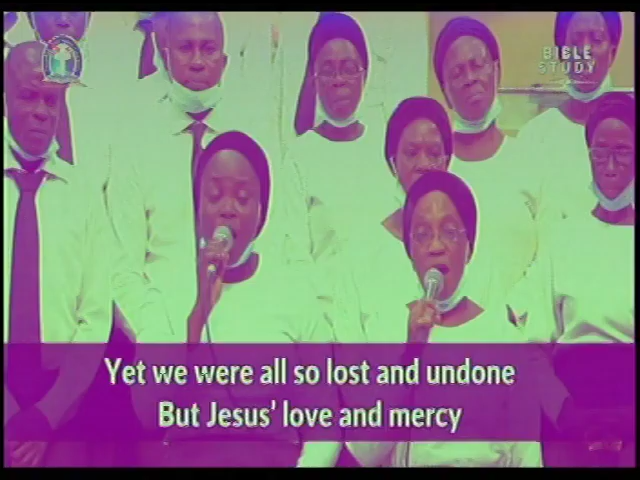 BIBLE
STUDY
Yet we were all so lost and undone
But Jesus' love and mercy